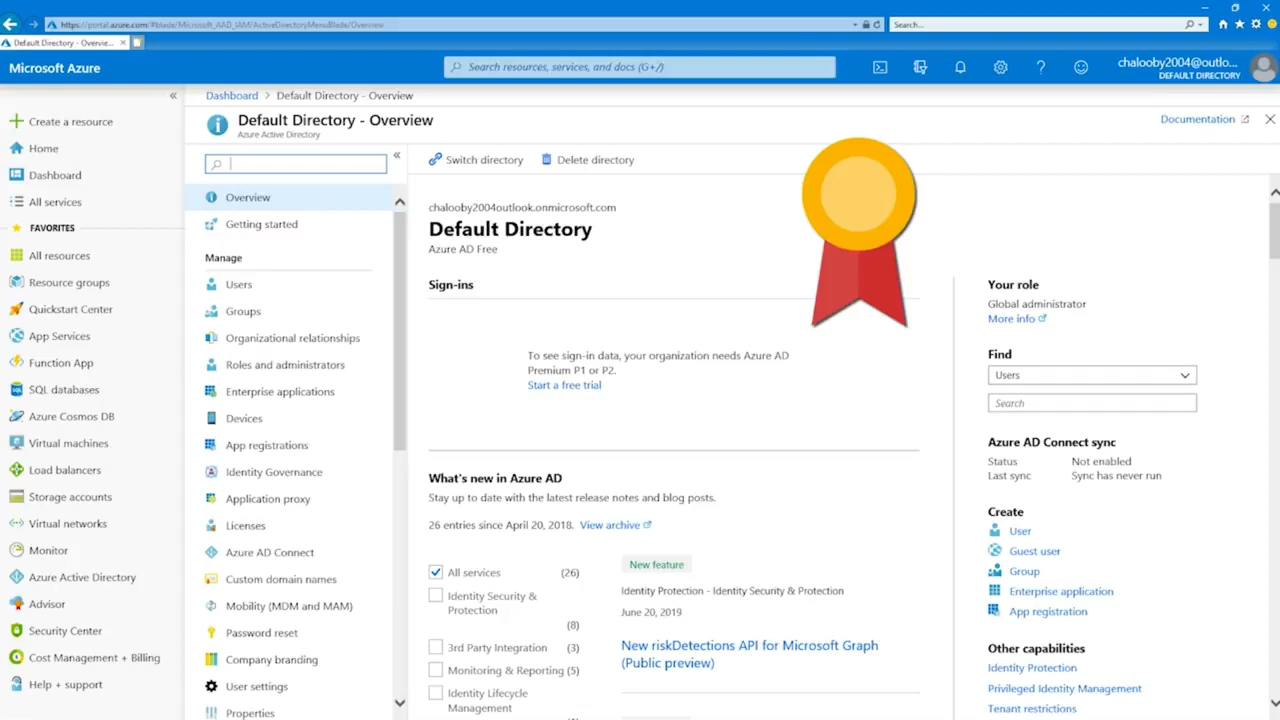 https://portal.azure.com/#blade/Microsoft_AAD_IAM/ActiveDirectoryMenuBlade/Overview
Search...
Default Directory - Overvie...
Microsoft Azure
Search resources, services, and docs (G+/)
chalooby2004@outlo...
DEFAULT DIRECTORY
Create a resource
Home
Dashboard
All services
FAVORITES
All resources
Resource groups
Quickstart Center
App Services
Function App
SQL databases
Azure Cosmos DB
Virtual machines
Load balancers
Storage accounts
Virtual networks
Monitor
Azure Active Directory
Advisor
Security Center
Cost Management + Billing
Help + support
Dashboard > Default Directory - Overview
Default Directory - Overview
Azure Active Directory
Documentation
Overview
Getting started
Manage
Users
Groups
Organizational relationships
Roles and administrators
Enterprise applications
Devices
App registrations
Identity Governance
Application proxy
Licenses
Azure AD Connect
Custom domain names
Mobility (MDM and MAM)
Password reset
Company branding
User settings
Properties
Switch directory
Delete directory
chalooby2004outlook.onmicrosoft.com
Default Directory
Azure AD Free
Sign-ins
To see sign-in data, your organization needs Azure AD
Premium P1 or P2.
Start a free trial
What's new in Azure AD
Stay up to date with the latest release notes and blog posts.
26 entries since April 20, 2018. View archive
All services (26)
Identity Security &
Protection
(8)
3rd Party Integration (3)
Monitoring & Reporting (5)
Identity Lifecycle
Management
New feature
Identity Protection - Identity Security & Protection
June 20, 2019
New riskDetections API for Microsoft Graph
(Public preview)
Your role
Global administrator
More info
Find
Users
Search
Azure AD Connect sync
Status Not enabled
Last sync Sync has never run
Create
User
Guest user
Group
Enterprise application
App registration
Other capabilities
Identity Protection
Privileged Identity Management
Tenant restrictions